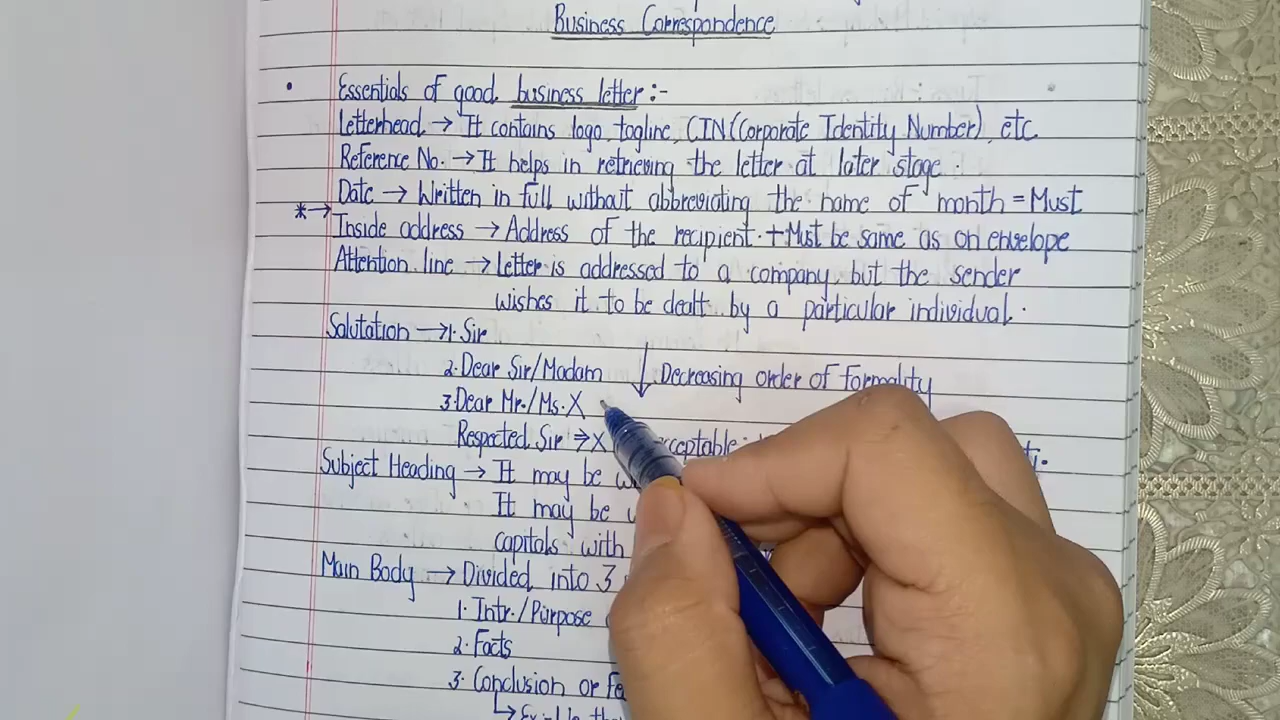 Business Correspondence
• Essentials of good business letter :-
Letterhead → It contains logo, tagline, CIN (Corporate Identity Number), etc
Reference No. → It helps in retrieving the letter at later stage.
Date → Written in full without abbreviating the name of month = Must
*→ Inside address → Address of the recipient. + Must be same as on envelope
Attention line → Letter is addressed to a company, but the sender
wishes it to be dealt by a particular individual.
Salutation → 1. Sir
2. Dear Sir/Madam ↓ Decreasing order of formality
3. Dear Mr./Ms. X
Respected Sir ⇒ X acceptable
Subject Heading → It may be
It may be
capitals with
Main Body → Divided into 3
1. Intr./Purpose
2. Facts
3. Conclusion or